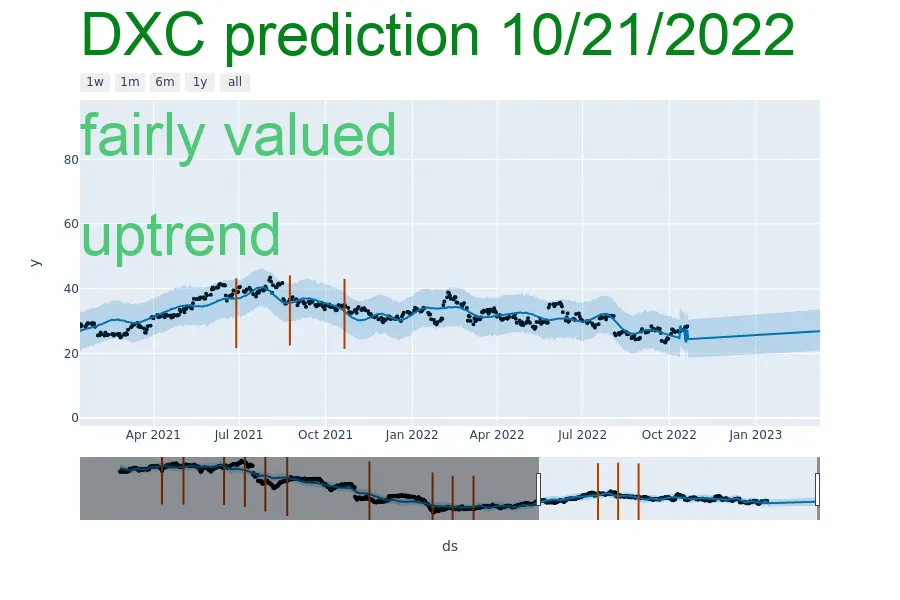 DXC prediction 10/21/2022
1w 1m 6m 1y all
fairly valued
80
60
uptrend
y
40
20
0
Apr 2021 Jul 2021 Oct 2021 Jan 2022 Apr 2022 Jul 2022 Oct 2022 Jan 2023
ds